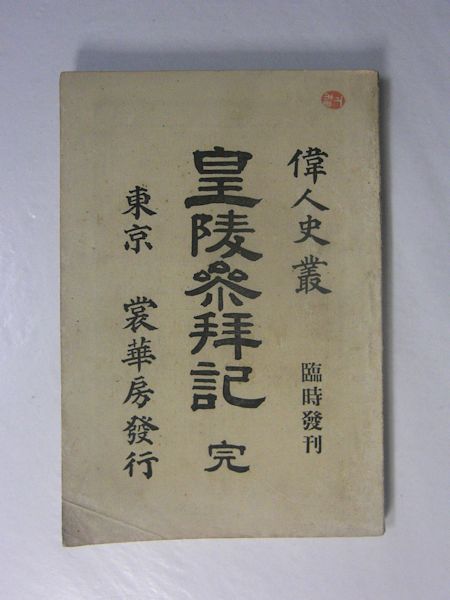 偉人史叢
臨時發刊
皇陵參拜記 完
東京 裳華房發行